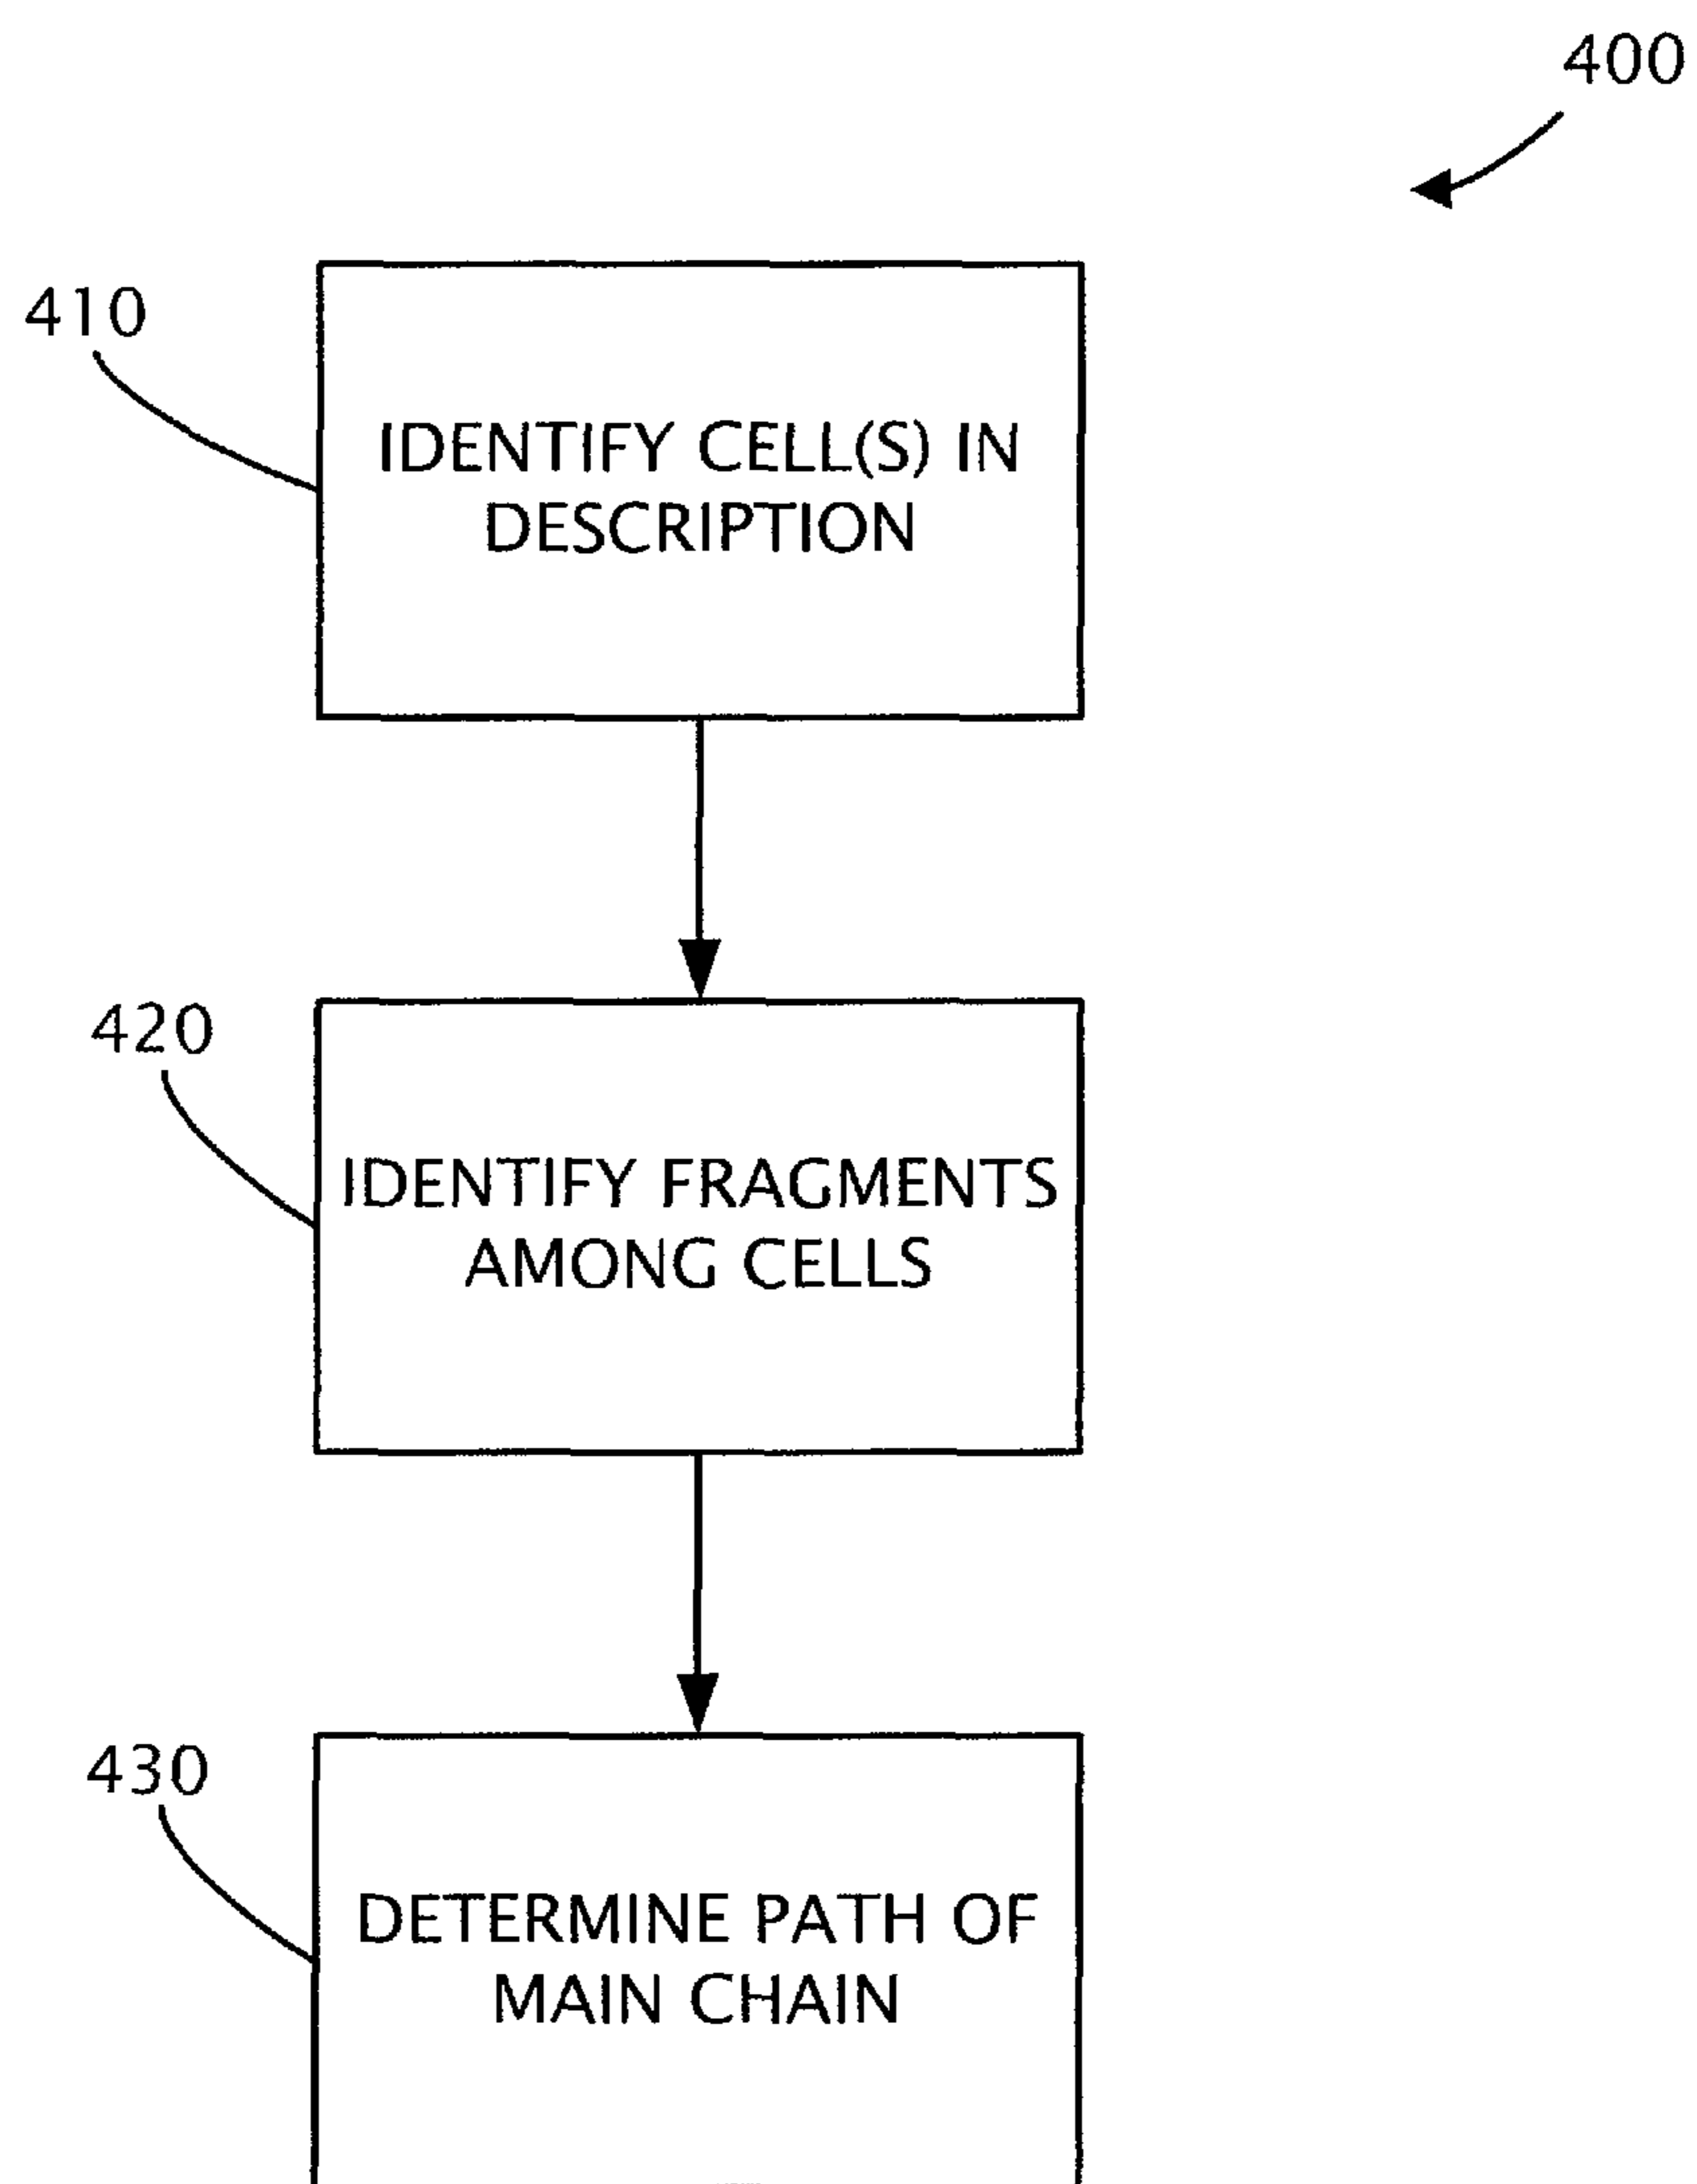 400
410
IDENTIFY CELL(S) IN
DESCRIPTION
420
IDENTIFY FRAGMENTS
AMONG CELLS
430
DETERMINE PATH OF
MAIN CHAIN